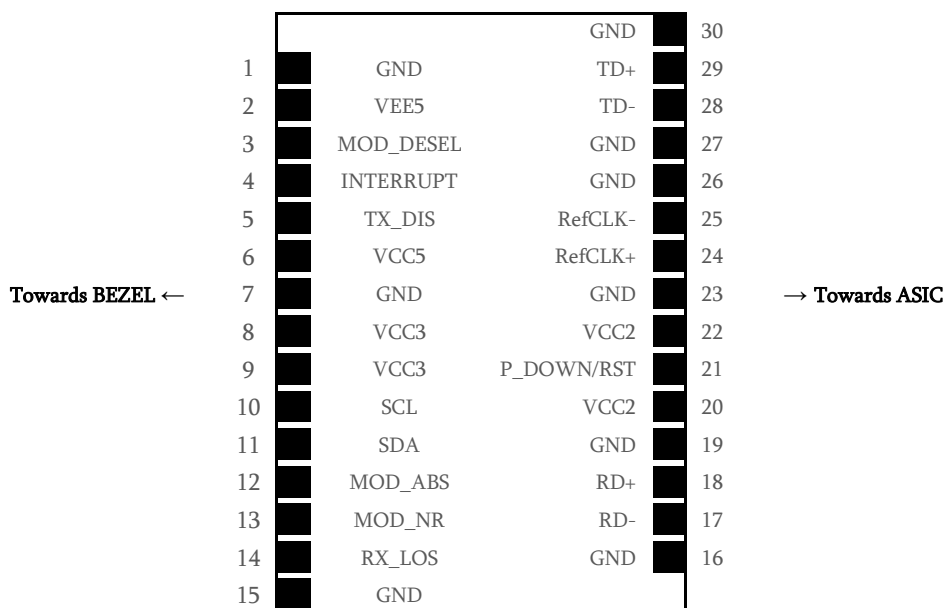 GND 30
1 GND TD+ 29
2 VEE5 TD- 28
3 MOD_DESEL GND 27
4 INTERRUPT GND 26
5 TX_DIS RefCLK- 25
6 VCC5 RefCLK+ 24
Towards BEZEL ← 7 GND GND 23 → Towards ASIC
8 VCC3 VCC2 22
9 VCC3 P_DOWN/RST 21
10 SCL VCC2 20
11 SDA GND 19
12 MOD_ABS RD+ 18
13 MOD_NR RD- 17
14 RX_LOS GND 16
15 GND